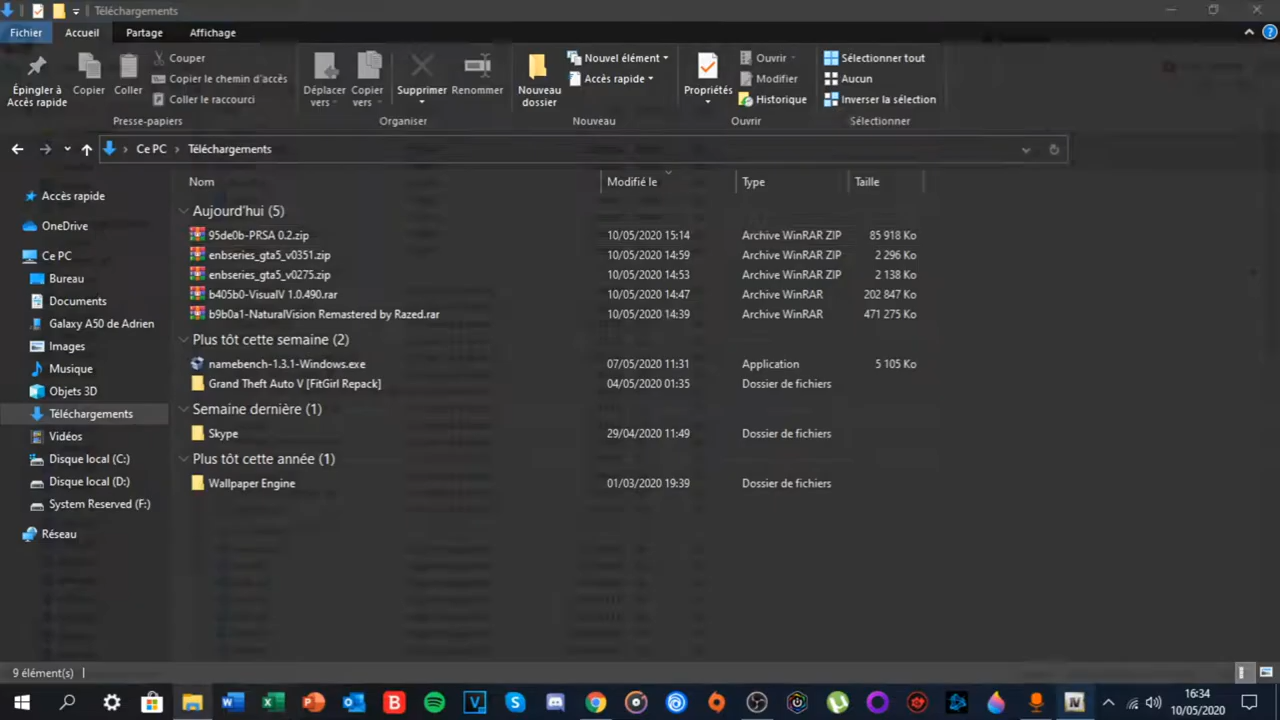 Téléchargements
Fichier Accueil Partage Affichage
Épingler à Accès rapide
Copier
Coller
Couper
Copier le chemin d'accès
Coller le raccourci
Presse-papiers
Déplacer vers
Copier vers
Supprimer
Renommer
Organiser
Nouveau dossier
Nouvel élément
Accès rapide
Nouveau
Propriétés
Ouvrir
Modifier
Historique
Ouvrir
Sélectionner tout
Aucun
Inverser la sélection
Sélectionner
Ce PC > Téléchargements
Accès rapide
OneDrive
Ce PC
Bureau
Documents
Galaxy A50 de Adrien
Images
Musique
Objets 3D
Téléchargements
Vidéos
Disque local (C:)
Disque local (D:)
System Reserved (F:)
Réseau
Nom Modifié le Type Taille
Aujourd'hui (5)
95de0b-PRSA 0.2.zip 10/05/2020 15:14 Archive WinRAR ZIP 85 918 Ko
enbseries_gta5_v0351.zip 10/05/2020 14:59 Archive WinRAR ZIP 2 296 Ko
enbseries_gta5_v0275.zip 10/05/2020 14:53 Archive WinRAR ZIP 2 138 Ko
b405b0-VisualV 1.0.490.rar 10/05/2020 14:47 Archive WinRAR 202 847 Ko
b9b0a1-NaturalVision Remastered by Razed.rar 10/05/2020 14:39 Archive WinRAR 471 275 Ko
Plus tôt cette semaine (2)
namebench-1.3.1-Windows.exe 07/05/2020 11:31 Application 5 105 Ko
Grand Theft Auto V [FitGirl Repack] 04/05/2020 01:35 Dossier de fichiers
Semaine dernière (1)
Skype 29/04/2020 11:49 Dossier de fichiers
Plus tôt cette année (1)
Wallpaper Engine 01/03/2020 19:39 Dossier de fichiers
9 élément(s)
16:34
10/05/2020